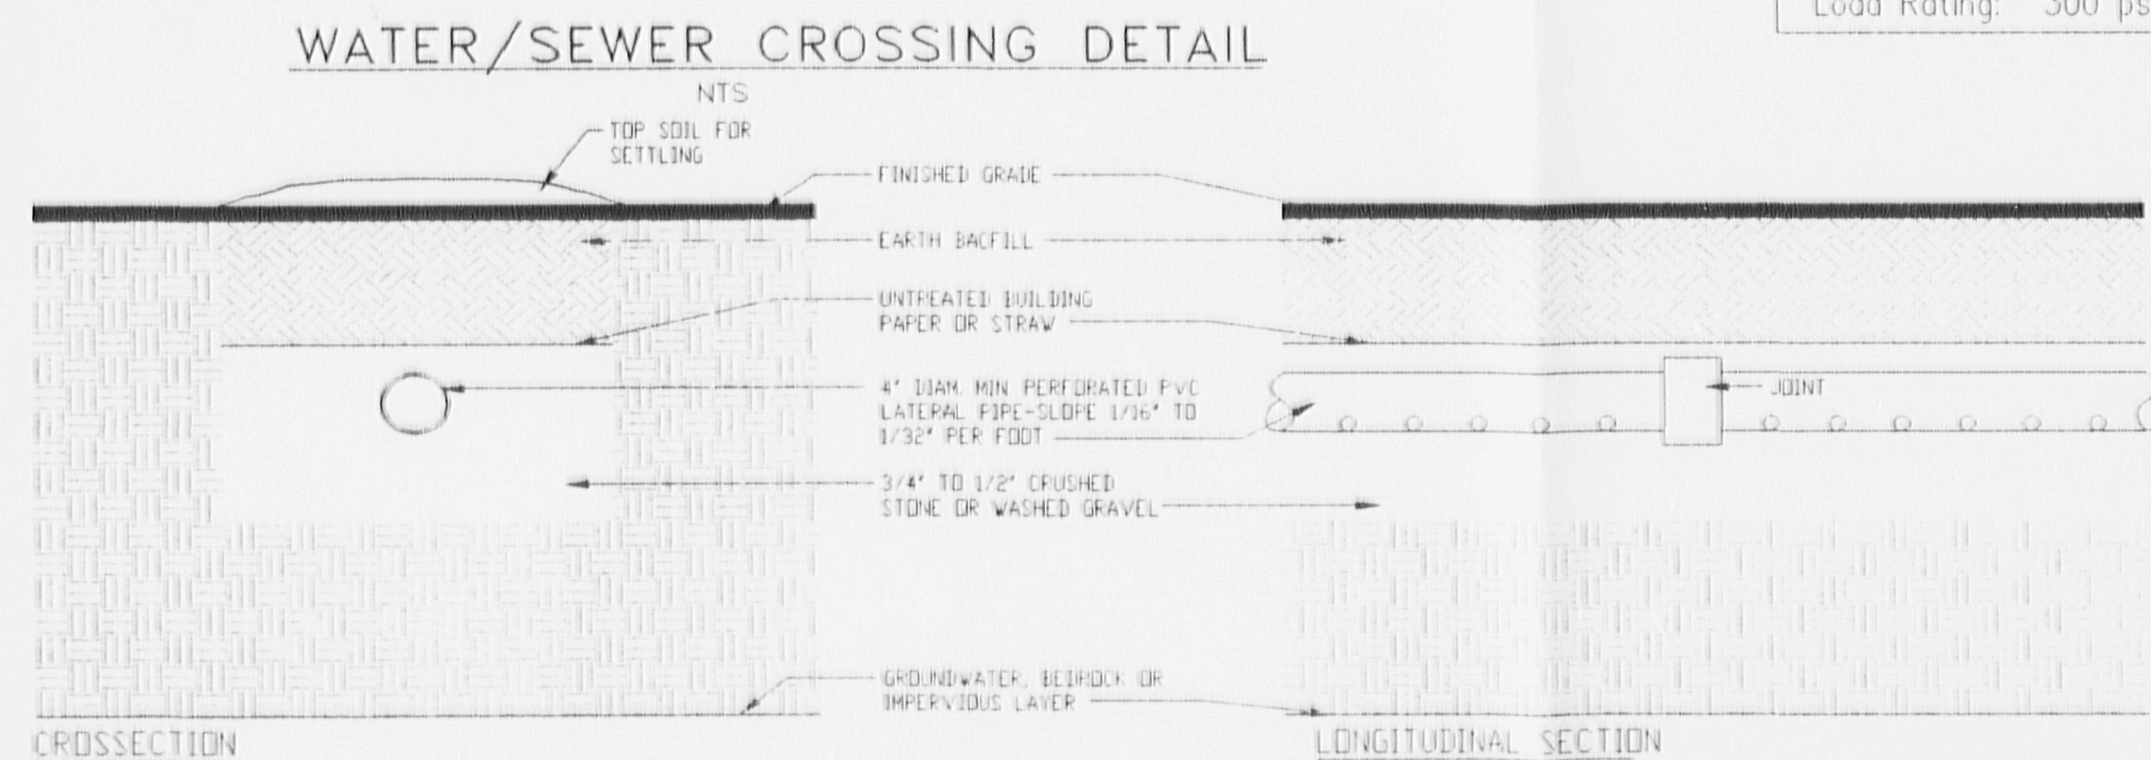 Load Rating: 300 ps
WATER/SEWER CROSSING DETAIL
NTS
TOP SOIL FOR
SETTLING
FINISHED GRADE
EARTH BACFILL
UNTREATED BUILDING
PAPER OR STRAW
4" DIAM. MIN. PERFORATED PVC
LATERAL PIPE-SLOPE 1/16" TO
1/32" PER FOOT
JOINT
3/4" TO 1/2" CRUSHED
STONE OR WASHED GRAVEL
GROUNDWATER, BEDROCK OR
IMPERVIOUS LAYER
CROSSECTION
LONGITUDINAL SECTION